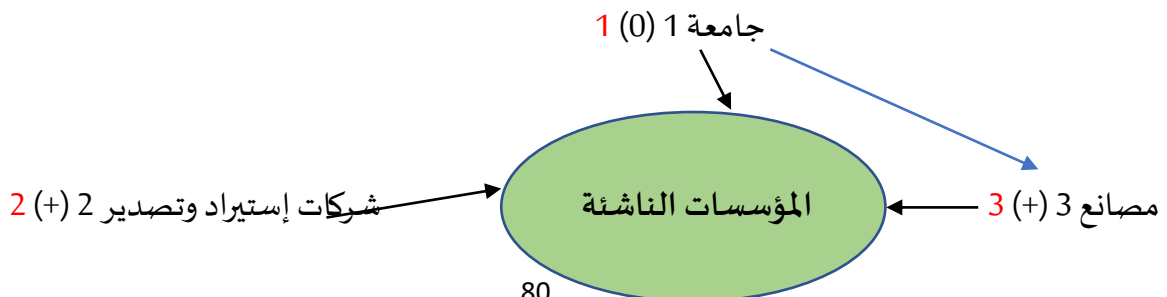 جامعة 1 (0) 1
مصانع 3 (+) 3
المؤسسات الناشئة
شركات إستيراد وتصدير 2 (+) 2
80